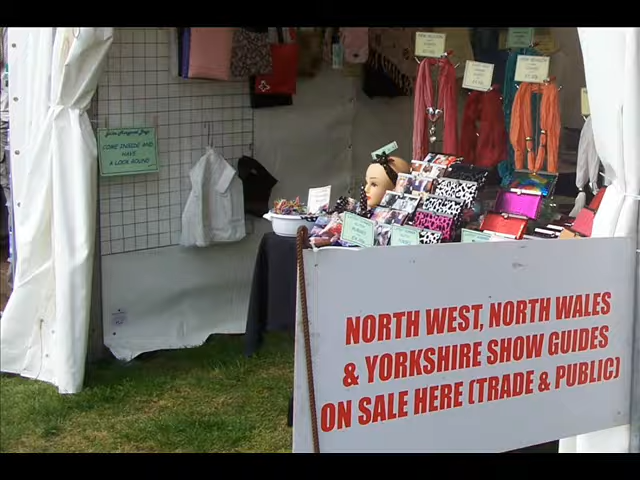 COME INSIDE AND
HAVE A
LOOK ROUND
NORTH WEST, NORTH WALES
& YORKSHIRE SHOW GUIDES
ON SALE HERE (TRADE & PUBLIC)